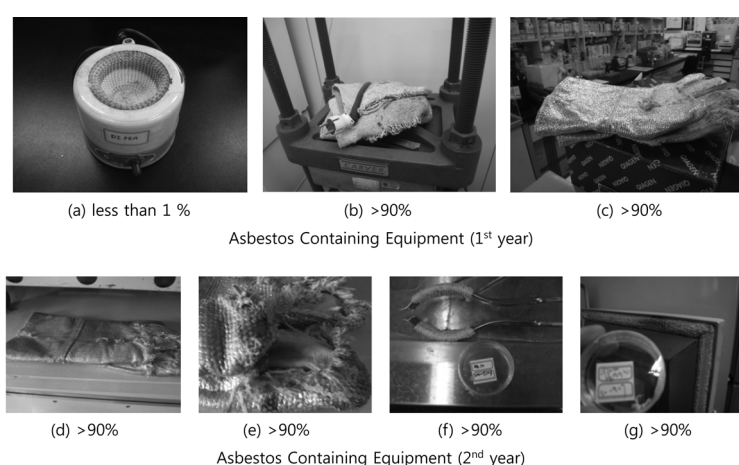 (a) less than 1 %
(b) >90%
(c) >90%
Asbestos Containing Equipment (1st year)
(d) >90%
(e) >90%
(f) >90%
(g) >90%
Asbestos Containing Equipment (2nd year)
CARVER